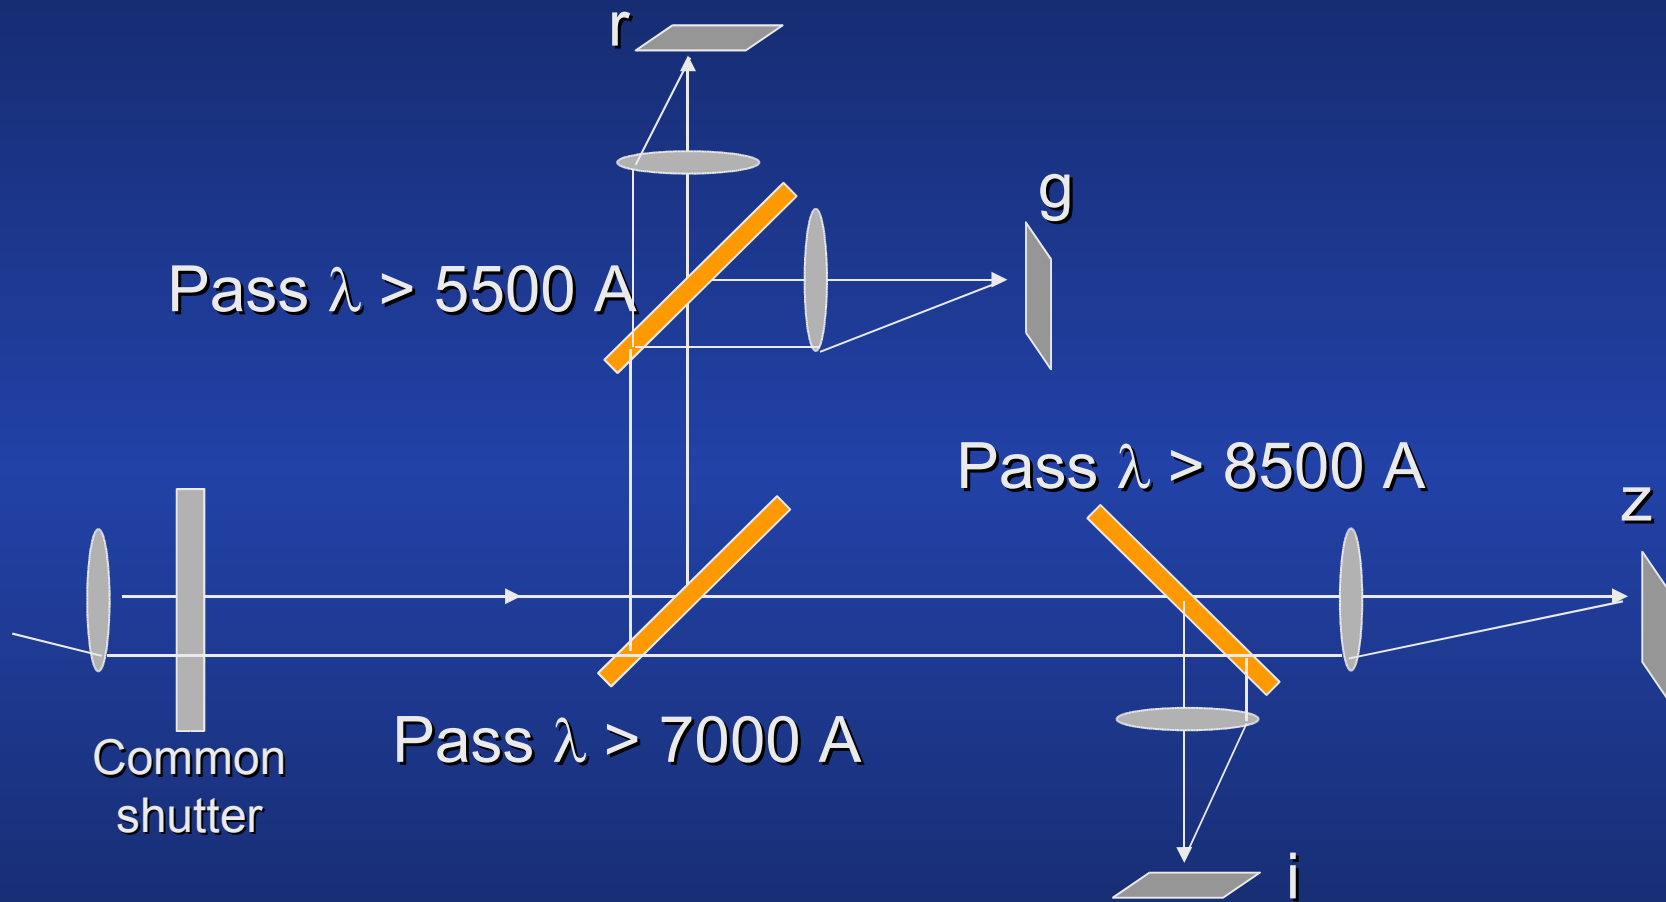 r
g
Pass λ > 5500 A
Pass λ > 8500 A
z
Pass λ > 7000 A
Common
shutter
i